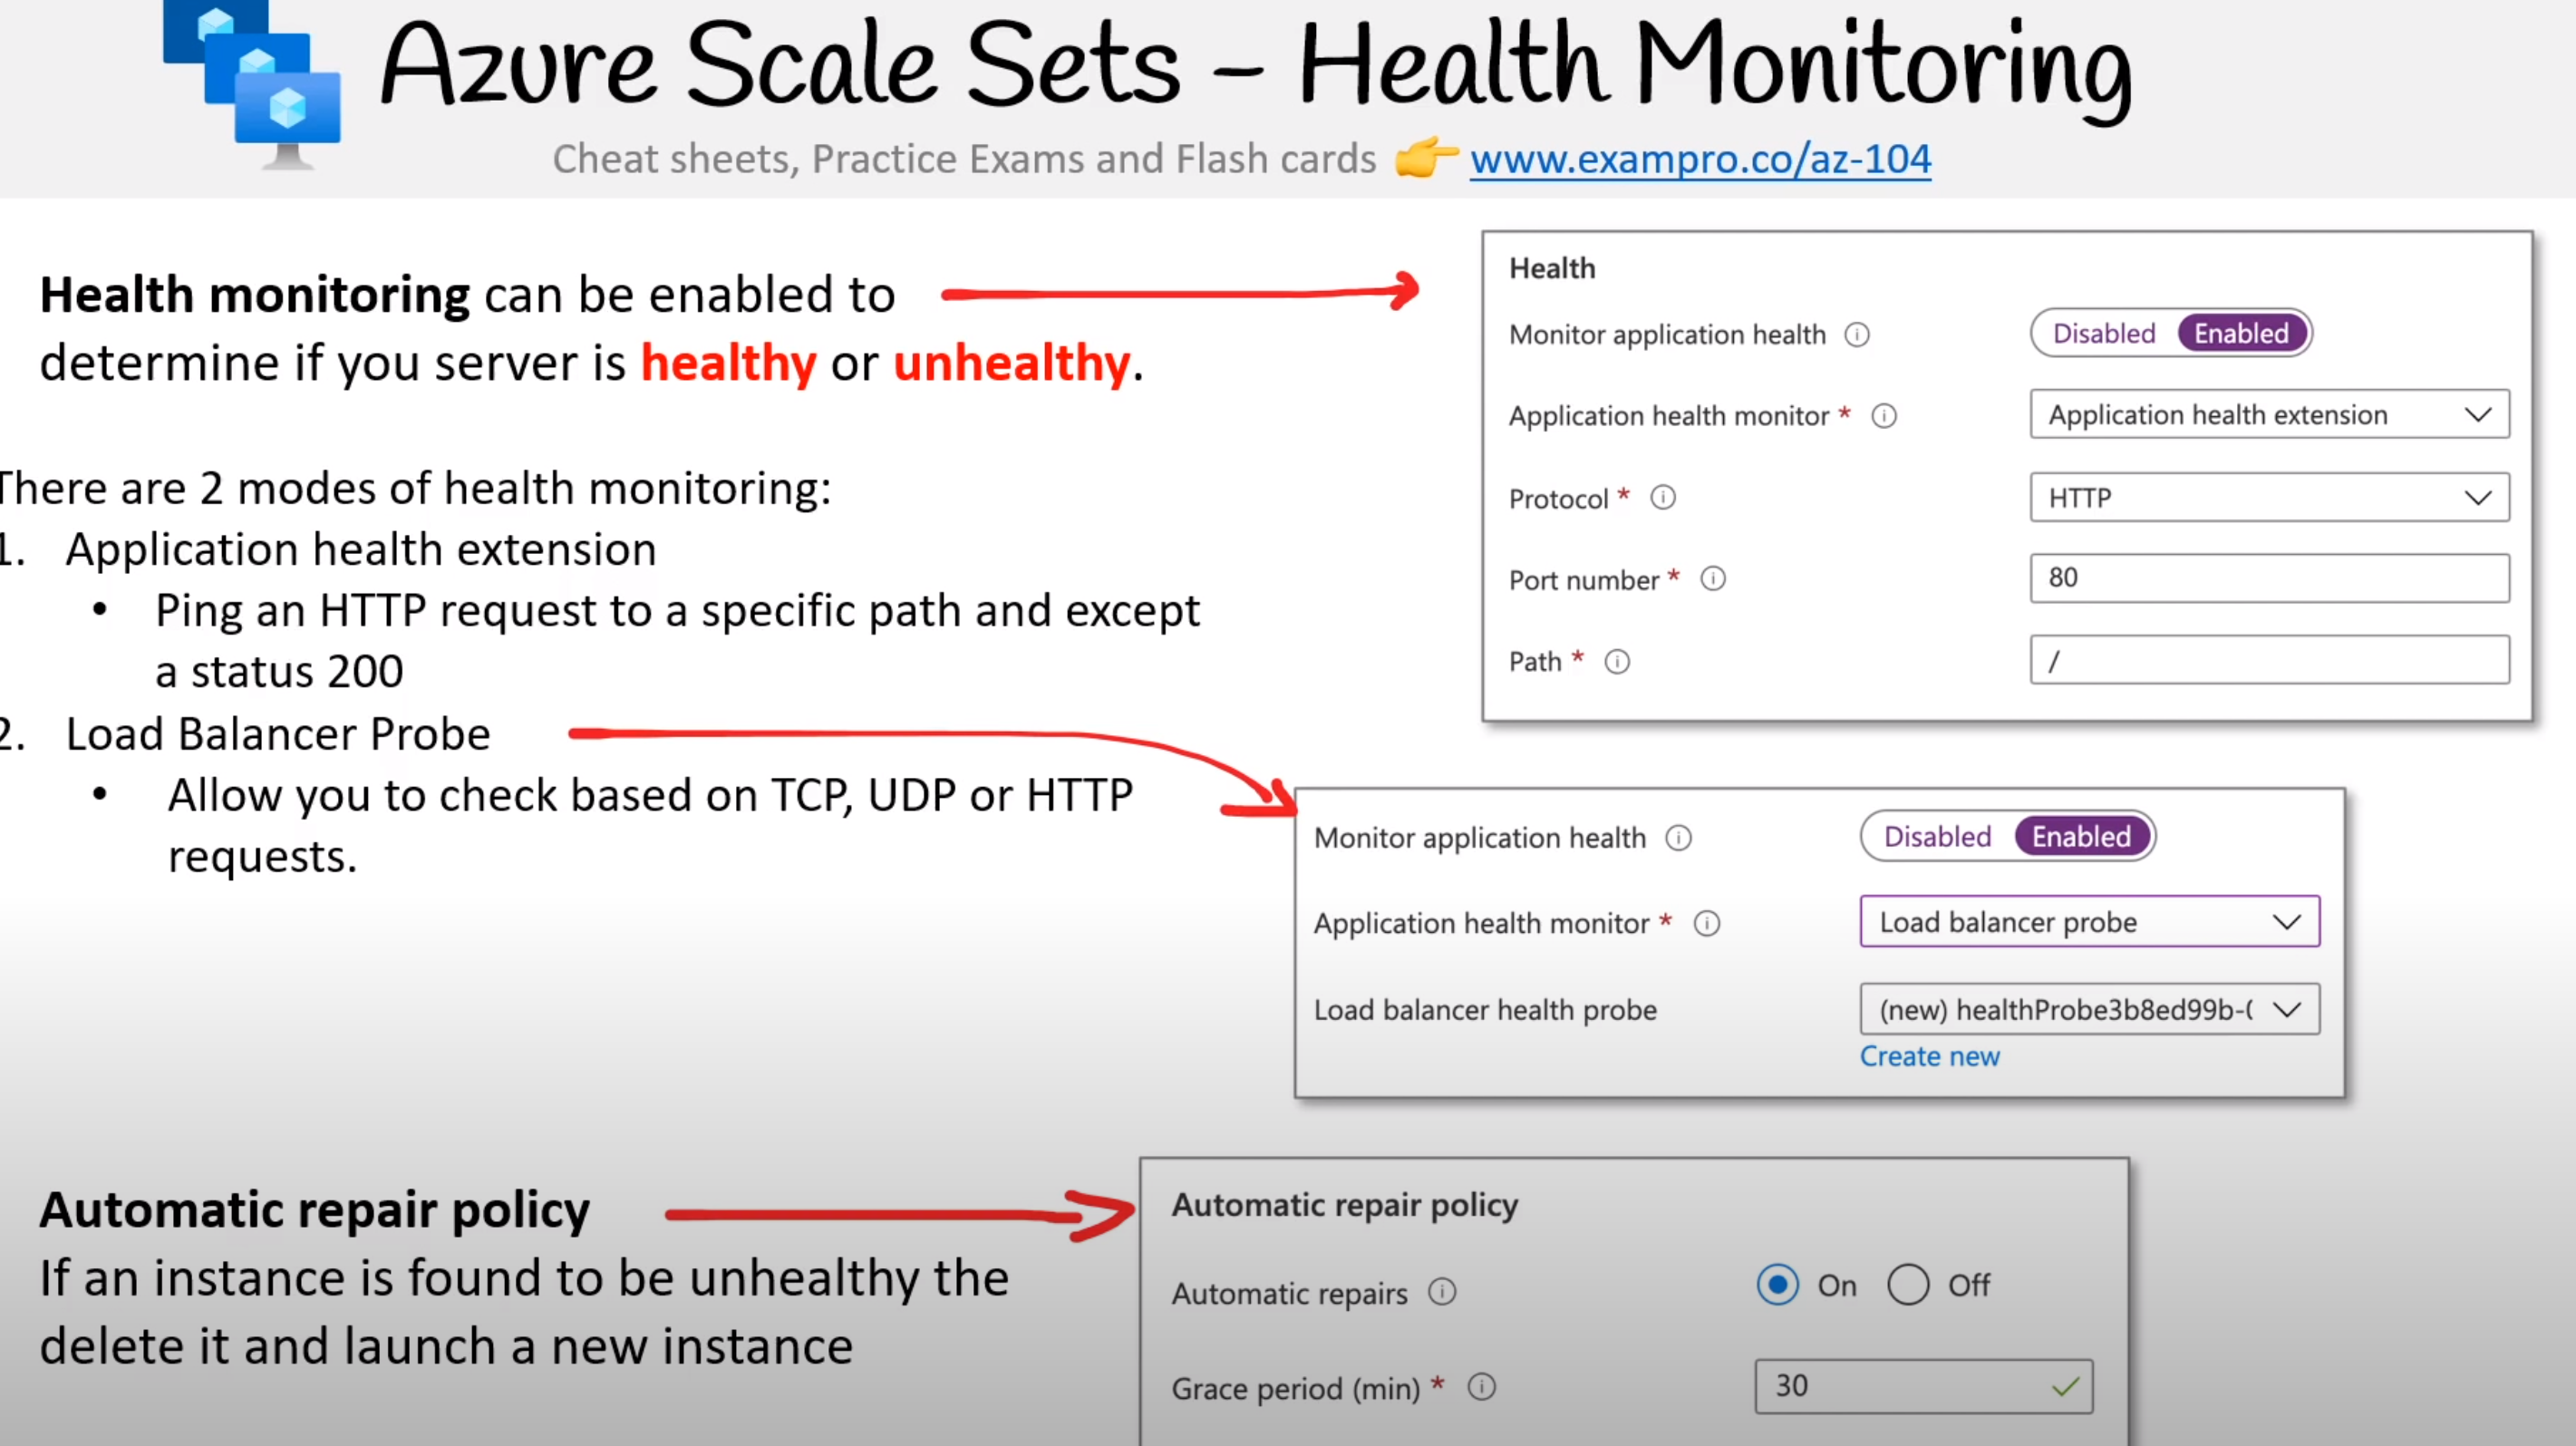 Azure Scale Sets - Health Monitoring
Cheat sheets, Practice Exams and Flash cards 👉 www.exampro.co/az-104
Health monitoring can be enabled to
determine if you server is healthy or unhealthy.
There are 2 modes of health monitoring:
1. Application health extension
• Ping an HTTP request to a specific path and except
a status 200
2. Load Balancer Probe
• Allow you to check based on TCP, UDP or HTTP
requests.
Health
Monitor application health Disabled Enabled
Application health monitor * Application health extension
Protocol * HTTP
Port number * 80
Path * /
Monitor application health Disabled Enabled
Application health monitor * Load balancer probe
Load balancer health probe (new) healthProbe3b8ed99b-
Create new
Automatic repair policy
If an instance is found to be unhealthy the
delete it and launch a new instance
Automatic repair policy
Automatic repairs On Off
Grace period (min) * 30